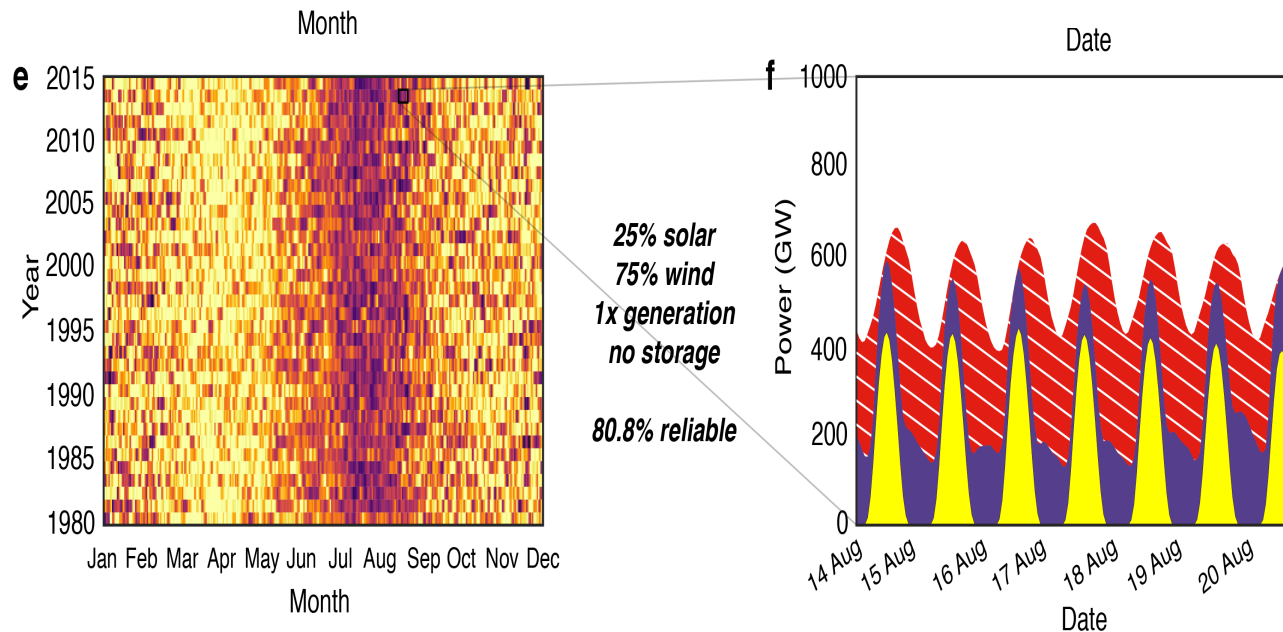 Month
Date
e
2015
2010
2005
2000
1995
1990
1985
1980
Year
Jan Feb Mar Apr May Jun Jul Aug Sep Oct Nov Dec
Month
25% solar
75% wind
1x generation
no storage
80.8% reliable
f
1000
800
600
400
200
0
Power (GW)
14 Aug 15 Aug 16 Aug 17 Aug 18 Aug 19 Aug 20 Aug
Date